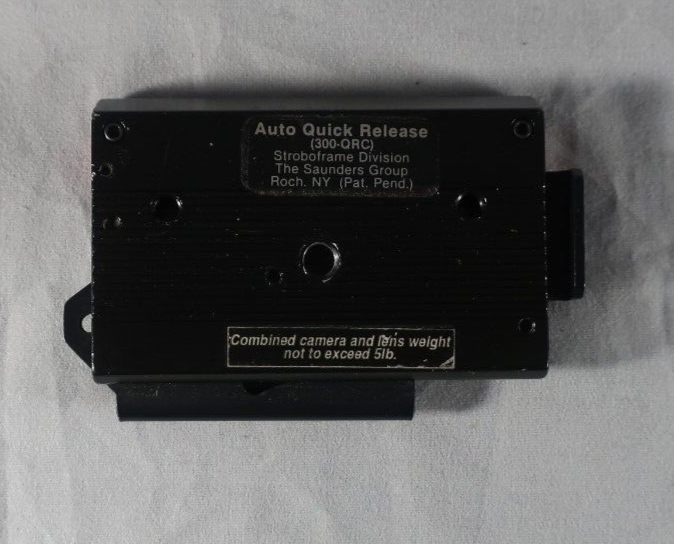 Auto Quick Release
(300-QRC)
Stroboframe Division
The Saunders Group
Roch. NY (Pat. Pend.)
Combined camera and lens weight
not to exceed 5lb.